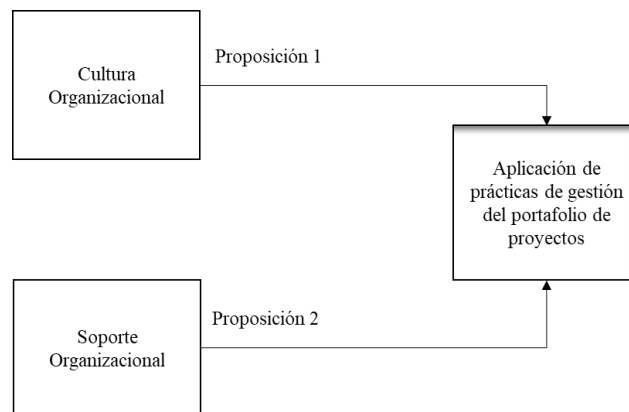 Proposición 1
Cultura
Organizacional
Aplicación de
prácticas de gestión
del portafolio de
proyectos
Proposición 2
Soporte
Organizacional